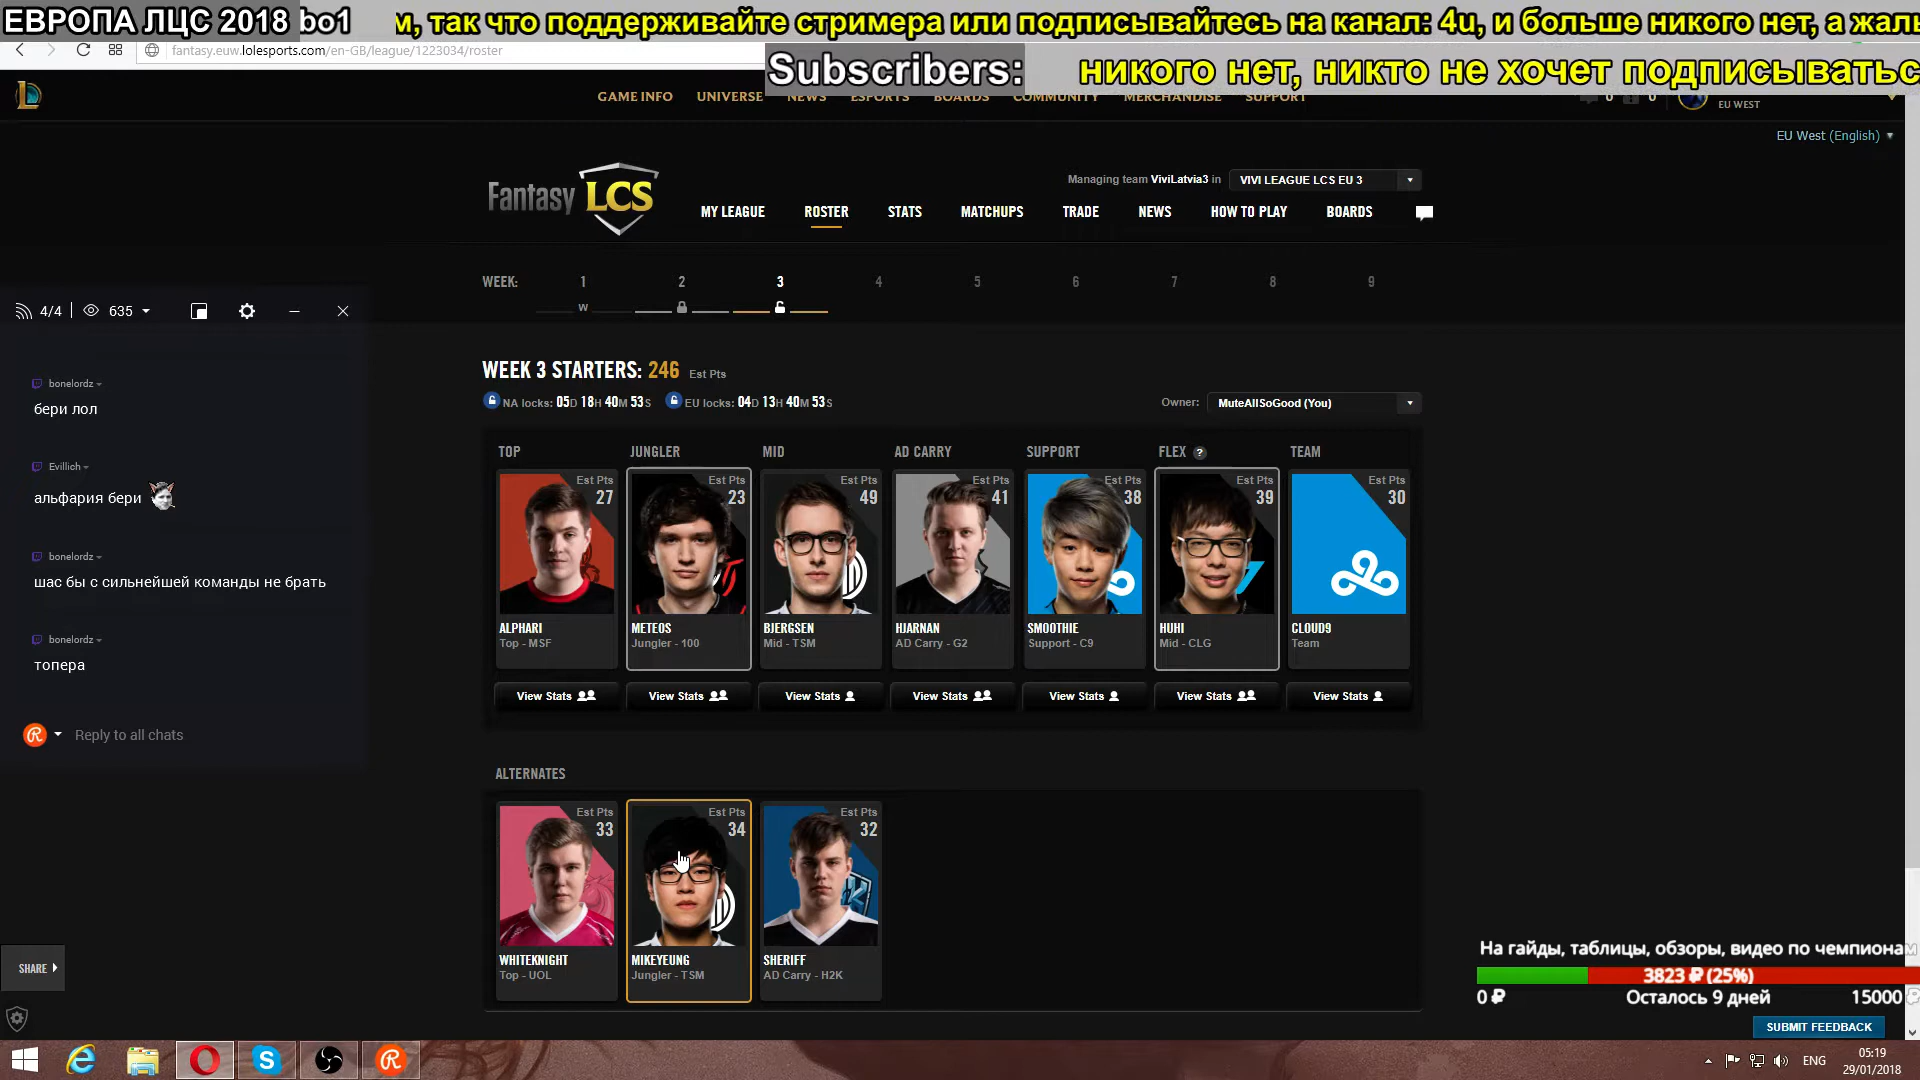 ЕВРОПА ЛЦС 2018 bo1
м, так что поддерживайте стримера или подписывайтесь на канал: 4u, и больше никого нет, а жаль
fantasy.euw.lolesports.com/en-GB/league/1223034/roster
Subscribers:
никого нет, никто не хочет подписыватьс
GAME INFO UNIVERSE NEWS ESPORTS BOARDS COMMUNITY MERCHANDISE SUPPORT
0 0
EU WEST
EU West (English)
Fantasy LCS
Managing team ViviLatvia3 in VIVI LEAGUE LCS EU 3
MY LEAGUE ROSTER STATS MATCHUPS TRADE NEWS HOW TO PLAY BOARDS
WEEK: 1 2 3 4 5 6 7 8 9
W
4/4 635
bonelordz
бери лол
Evillich
альфария бери
bonelordz
шас бы с сильнейшей команды не брать
bonelordz
топера
Reply to all chats
WEEK 3 STARTERS: 246 Est Pts
NA locks: 05D 18H 40M 53S EU locks: 04D 13H 40M 53S
Owner: MuteAllSoGood (You)
TOP JUNGLER MID AD CARRY SUPPORT FLEX ? TEAM
Est Pts Est Pts Est Pts Est Pts Est Pts Est Pts Est Pts
27 23 49 41 38 39 30
ALPHARI METEOS BJERGSEN HJARNAN SMOOTHIE HUHI CLOUD9
Top - MSF Jungler - 100 Mid - TSM AD Carry - G2 Support - C9 Mid - CLG Team
View Stats View Stats View Stats View Stats View Stats View Stats View Stats
ALTERNATES
Est Pts Est Pts Est Pts
33 34 32
WHITEKNIGHT MIKEYEUNG SHERIFF
Top - UOL Jungler - TSM AD Carry - H2K
SHARE
На гайды, таблицы, обзоры, видео по чемпионам
3823 ₽ (25%)
0 ₽ Осталось 9 дней 15000 ₽
SUBMIT FEEDBACK
ENG
05:19
29/01/2018